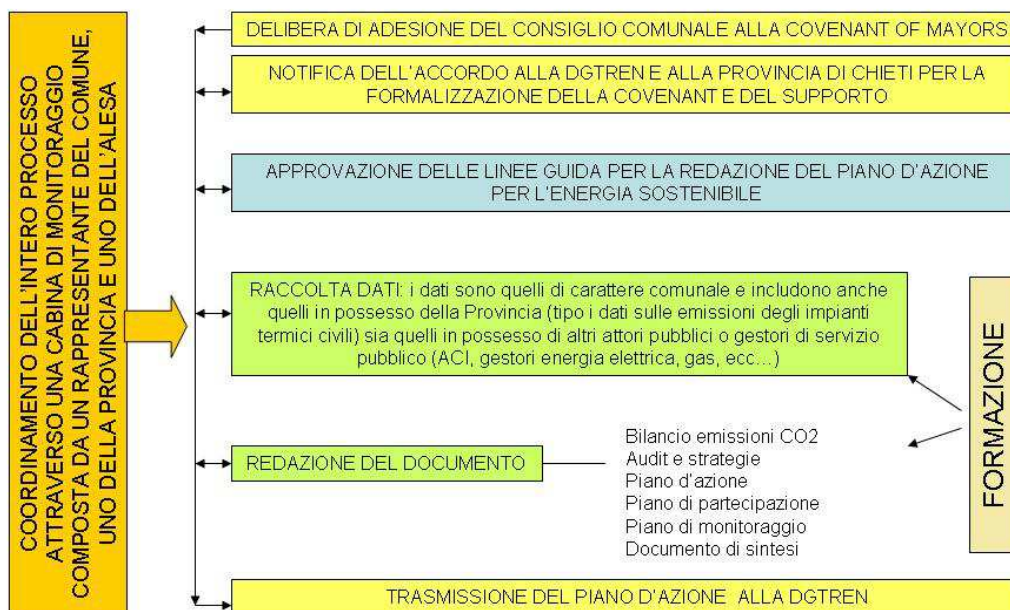 COORDINAMENTO DELL'INTERO PROCESSO
ATTRAVERSO UNA CABINA DI MONITORAGGIO
COMPOSTA DA UN RAPPRESENTANTE DEL COMUNE,
UNO DELLA PROVINCIA E UNO DELL'ALESA
DELIBERA DI ADESIONE DEL CONSIGLIO COMUNALE ALLA COVENANT OF MAYORS
NOTIFICA DELL'ACCORDO ALLA DGTREN E ALLA PROVINCIA DI CHIETI PER LA
FORMALIZZAZIONE DELLA COVENANT E DEL SUPPORTO
APPROVAZIONE DELLE LINEE GUIDA PER LA REDAZIONE DEL PIANO D'AZIONE
PER L'ENERGIA SOSTENIBILE
RACCOLTA DATI: i dati sono quelli di carattere comunale e includono anche
quelli in possesso della Provincia (tipo i dati sulle emissioni degli impianti
termici civili) sia quelli in possesso di altri attori pubblici o gestori di servizio
pubblico (ACI, gestori energia elettrica, gas, ecc...)
REDAZIONE DEL DOCUMENTO
Bilancio emissioni CO2
Audit e strategie
Piano d'azione
Piano di partecipazione
Piano di monitoraggio
Documento di sintesi
FORMAZIONE
TRASMISSIONE DEL PIANO D'AZIONE ALLA DGTREN